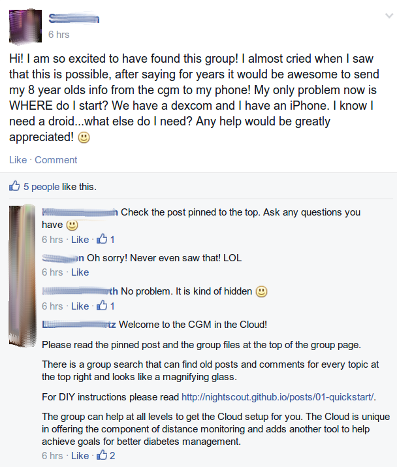 6 hrs
Hi! I am so excited to have found this group! I almost cried when I saw
that this is possible, after saying for years it would be awesome to send
my 8 year olds info from the cgm to my phone! My only problem now is
WHERE do I start? We have a dexcom and I have an iPhone. I know I
need a droid...what else do I need? Any help would be greatly
appreciated!
Like · Comment
5 people like this.
Check the post pinned to the top. Ask any questions you
have
6 hrs · Like · 1
Oh sorry! Never even saw that! LOL
6 hrs · Like
No problem. It is kind of hidden
6 hrs · Like · 1
Welcome to the CGM in the Cloud!
Please read the pinned post and the group files at the top of the group page.
There is a group search that can find old posts and comments for every topic at
the top right and looks like a magnifying glass.
For DIY instructions please read http://nightscout.github.io/posts/01-quickstart/.
The group can help at all levels to get the Cloud setup for you. The Cloud is unique
in offering the component of distance monitoring and adds another tool to help
achieve goals for better diabetes management.
6 hrs · Like · 2